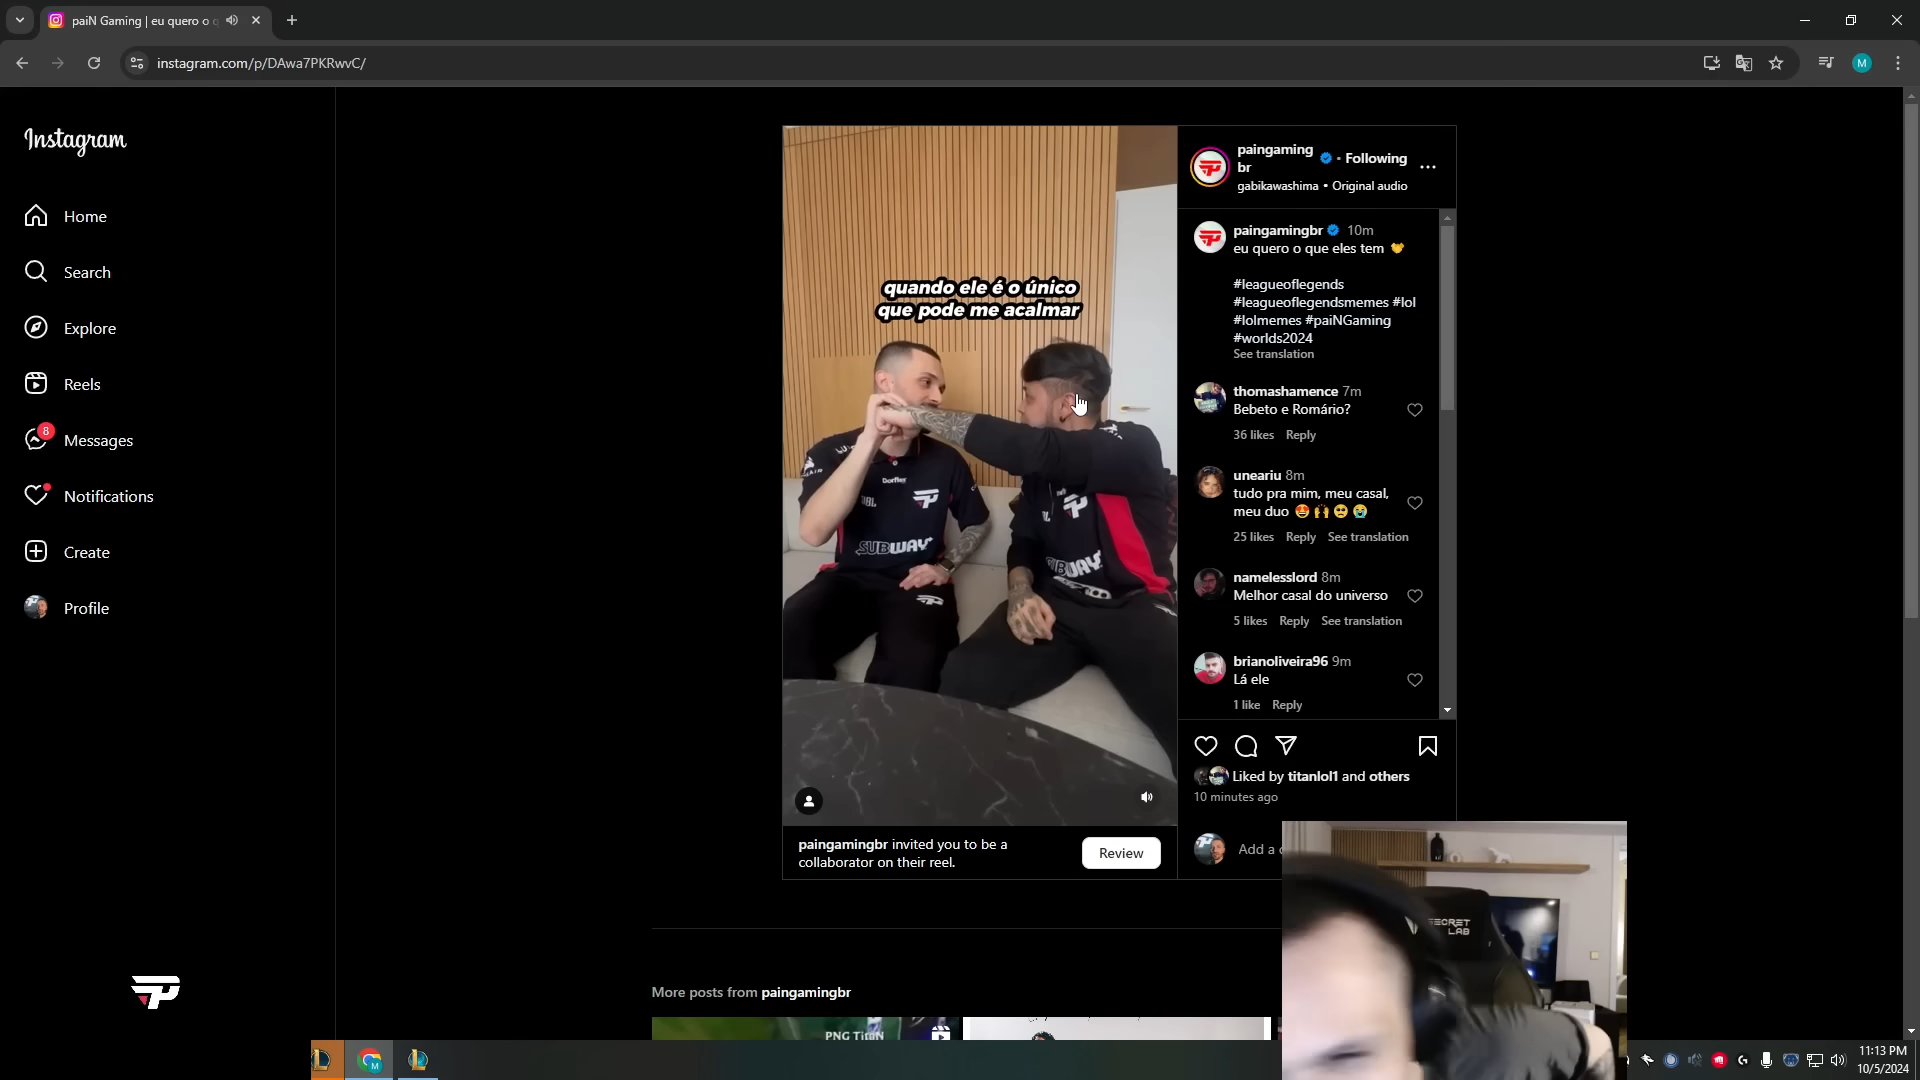 paiN Gaming | eu quero o q
instagram.com/p/DAwa7PKRwvC/
M
Instagram
Home
Search
Explore
Reels
8
Messages
Notifications
Create
Profile
quando ele é o único
que pode me acalmar
Dorflex
SUBWAY
paingamingbr invited you to be a
collaborator on their reel.
Review
paingaming
br • Following
gabikawashima • Original audio
paingamingbr 10m
eu quero o que eles tem
#leagueoflegends
#leagueoflegendsmemes #lol
#lolmemes #paiNGaming
#worlds2024
See translation
thomashamence 7m
Bebeto e Romário?
36 likes Reply
uneariu 8m
tudo pra mim, meu casal,
meu duo 😍🙌🥺😭
25 likes Reply See translation
namelesslord 8m
Melhor casal do universo
5 likes Reply See translation
brianoliveira96 9m
Lá ele
1 like Reply
Liked by titanlol1 and others
10 minutes ago
Add a c
SECRET
LAB
More posts from paingamingbr
PNG TitaN
11:13 PM
10/5/2024